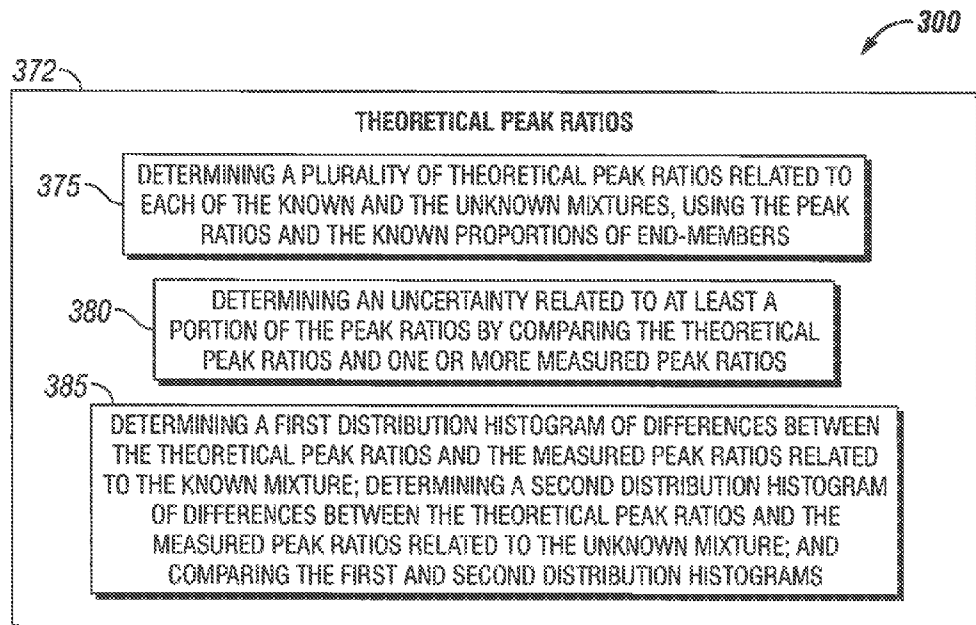 300
372
THEORETICAL PEAK RATIOS
375
DETERMINING A PLURALITY OF THEORETICAL PEAK RATIOS RELATED TO
EACH OF THE KNOWN AND THE UNKNOWN MIXTURES, USING THE PEAK
RATIOS AND THE KNOWN PROPORTIONS OF END-MEMBERS
380
DETERMINING AN UNCERTAINTY RELATED TO AT LEAST A
PORTION OF THE PEAK RATIOS BY COMPARING THE THEORETICAL
PEAK RATIOS AND ONE OR MORE MEASURED PEAK RATIOS
385
DETERMINING A FIRST DISTRIBUTION HISTOGRAM OF DIFFERENCES BETWEEN
THE THEORETICAL PEAK RATIOS AND THE MEASURED PEAK RATIOS RELATED
TO THE KNOWN MIXTURE; DETERMINING A SECOND DISTRIBUTION HISTOGRAM
OF DIFFERENCES BETWEEN THE THEORETICAL PEAK RATIOS AND THE
MEASURED PEAK RATIOS RELATED TO THE UNKNOWN MIXTURE; AND
COMPARING THE FIRST AND SECOND DISTRIBUTION HISTOGRAMS